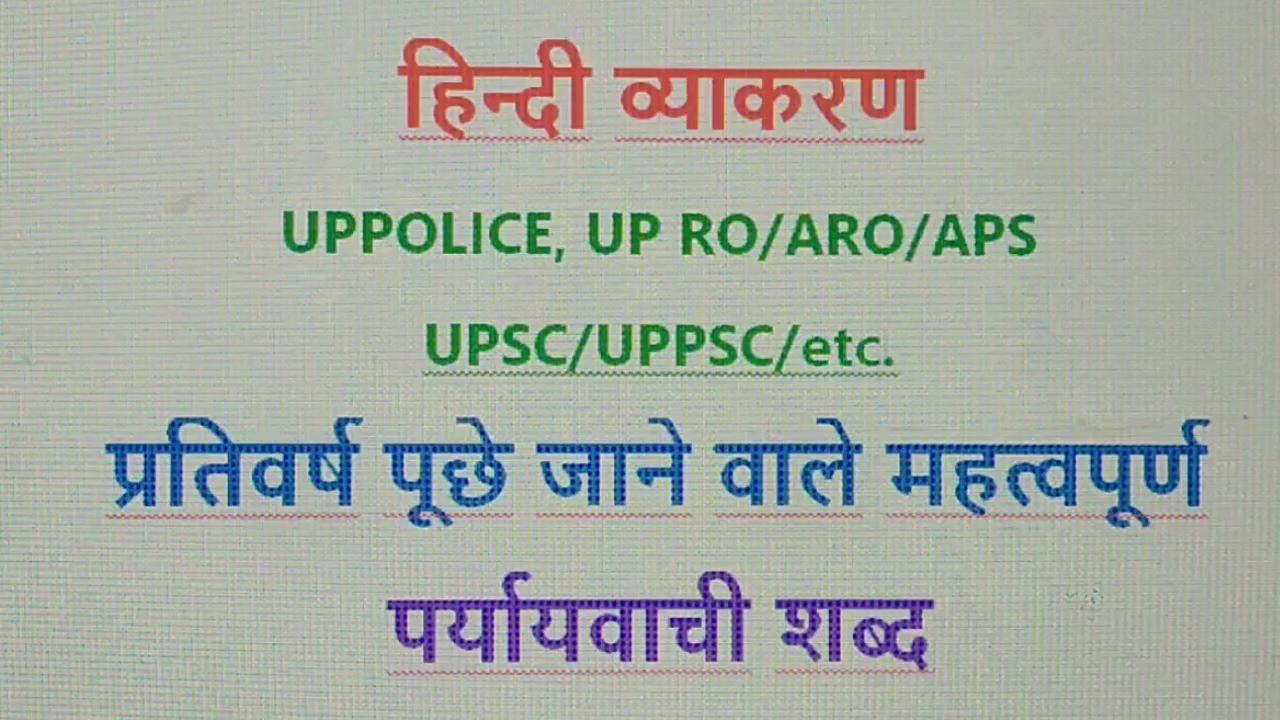 हिन्दी व्याकरण
UPPOLICE, UP RO/ARO/APS
UPSC/UPPSC/etc.
प्रतिवर्ष पूछे जाने वाले महत्वपूर्ण
पर्यायवाची शब्द